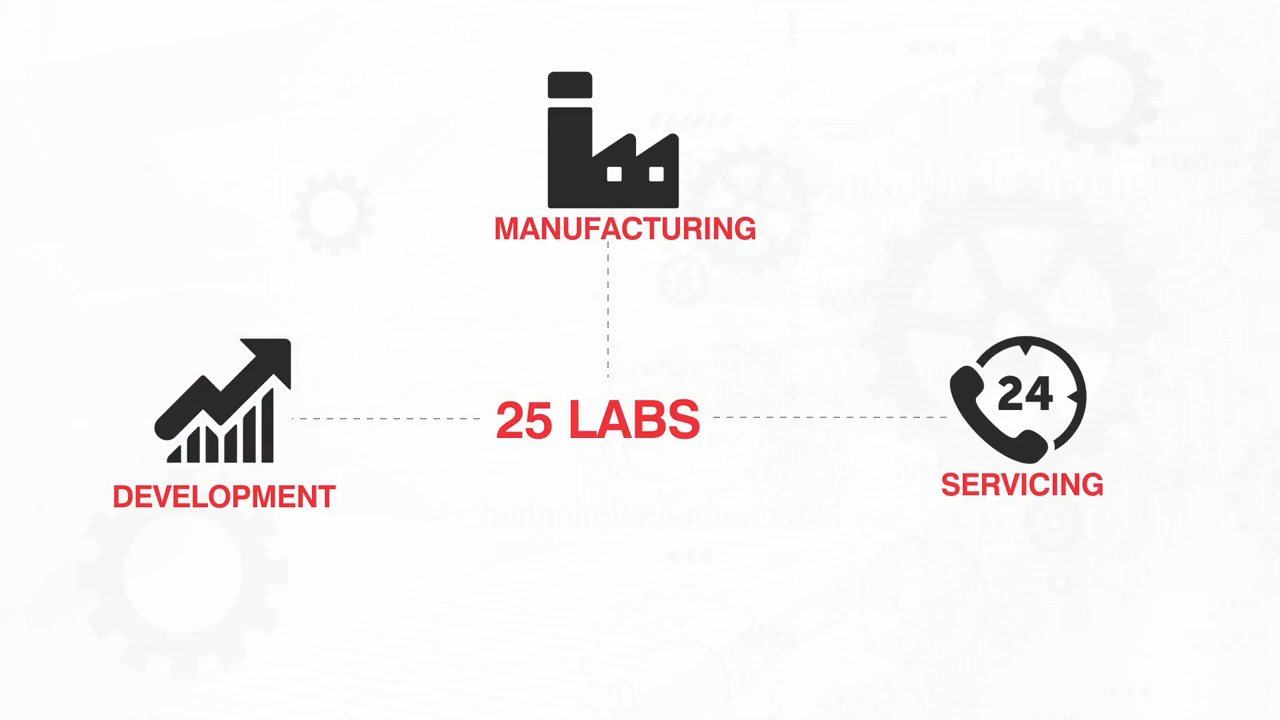 MANUFACTURING
25 LABS
24
DEVELOPMENT
SERVICING